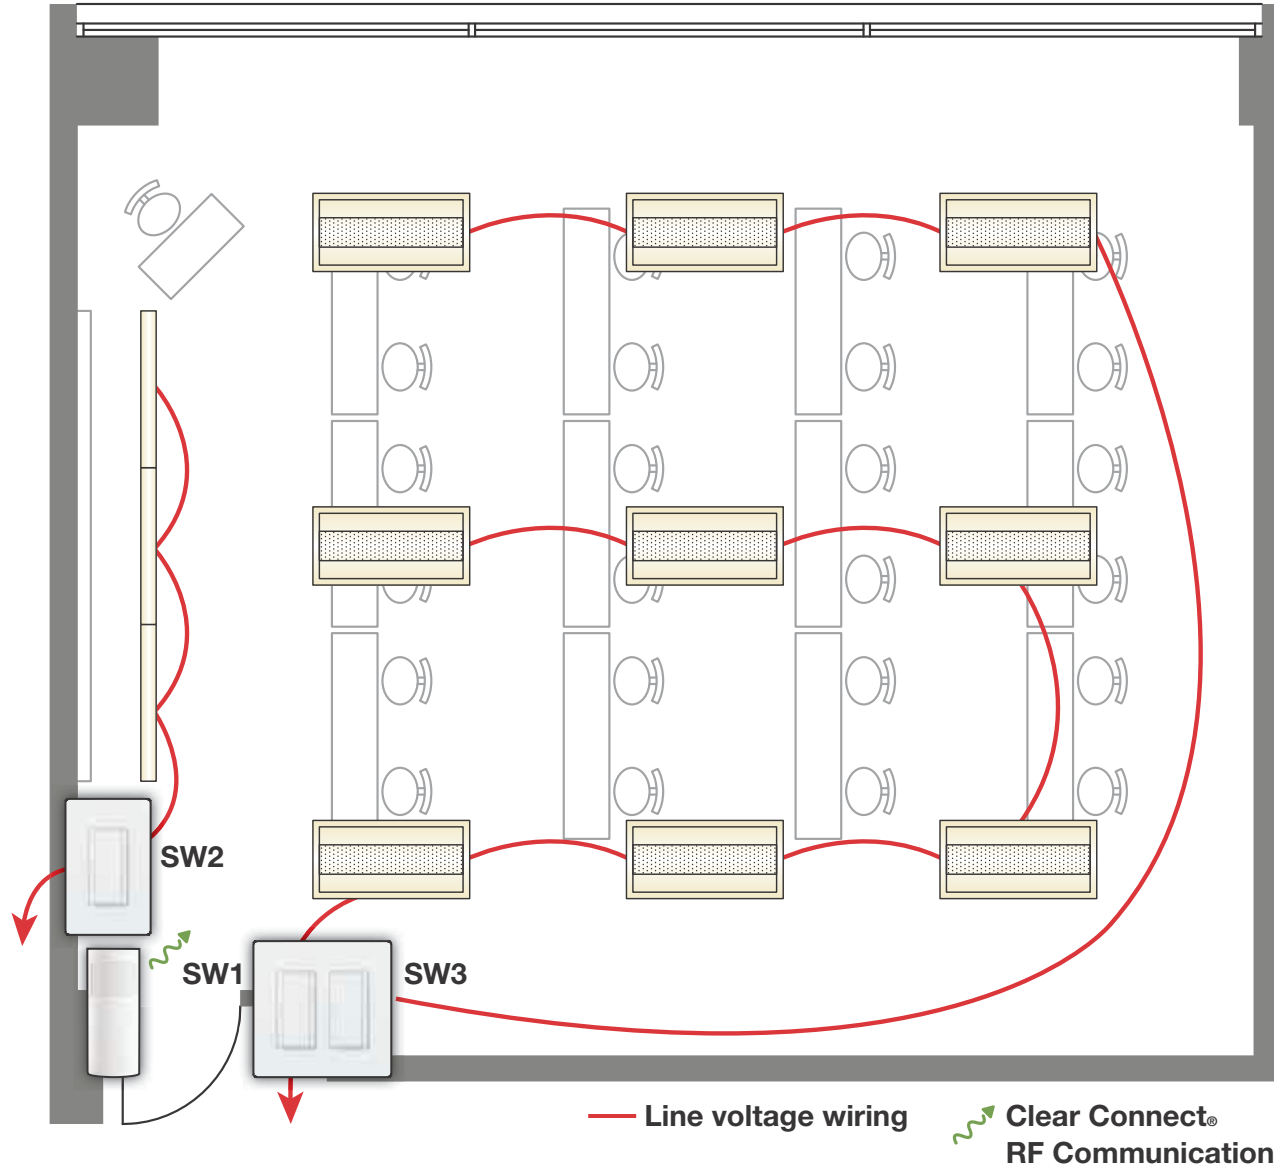 SW2
SW1
SW3
Line voltage wiring
Clear Connect®
RF Communication